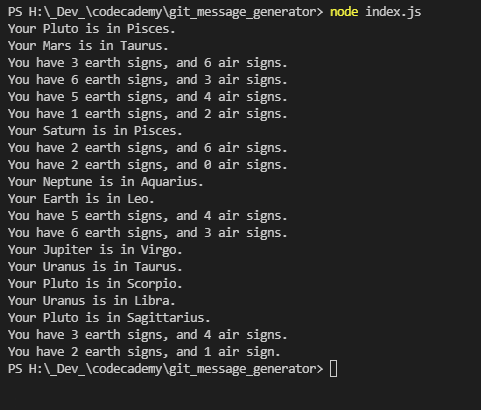 PS H:\_Dev_\codecademy\git_message_generator> node index.js
Your Pluto is in Pisces.
Your Mars is in Taurus.
You have 3 earth signs, and 6 air signs.
You have 6 earth signs, and 3 air signs.
You have 5 earth signs, and 4 air signs.
You have 1 earth signs, and 2 air signs.
Your Saturn is in Pisces.
You have 2 earth signs, and 6 air signs.
You have 2 earth signs, and 0 air signs.
Your Neptune is in Aquarius.
Your Earth is in Leo.
You have 5 earth signs, and 4 air signs.
You have 6 earth signs, and 3 air signs.
Your Jupiter is in Virgo.
Your Uranus is in Taurus.
Your Pluto is in Scorpio.
Your Uranus is in Libra.
Your Pluto is in Sagittarius.
You have 3 earth signs, and 4 air signs.
You have 2 earth signs, and 1 air sign.
PS H:\_Dev_\codecademy\git_message_generator>